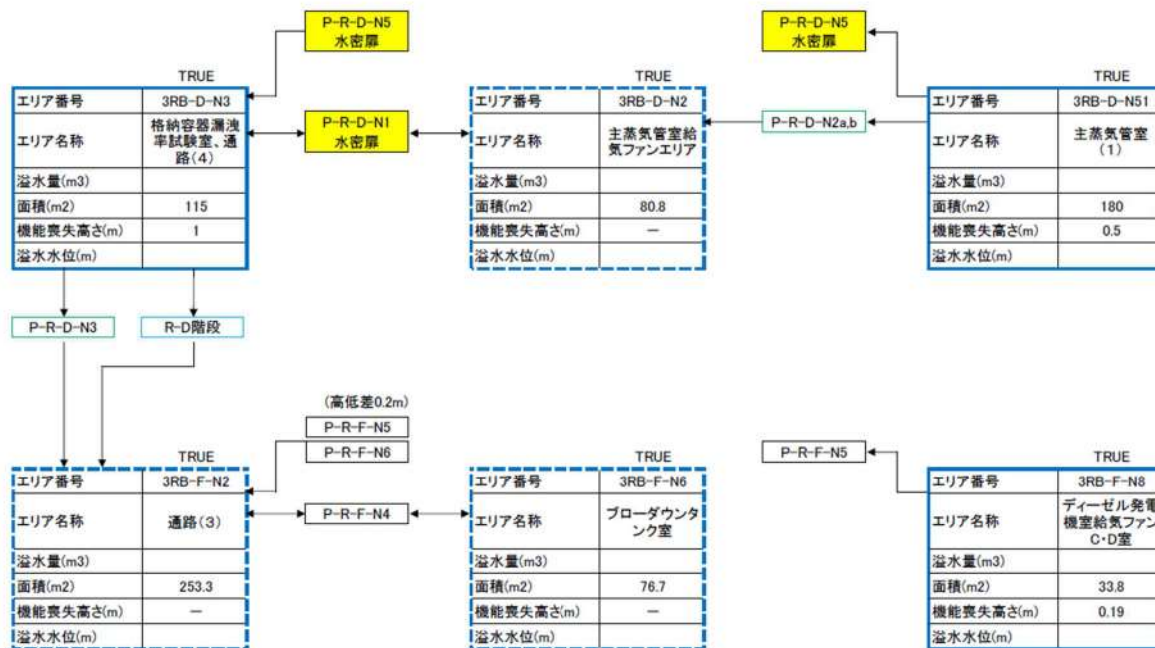 P-R-D-N5
水密扉
P-R-D-N5
水密扉
TRUE
TRUE
TRUE
エリア番号 3RB-D-N3
エリア名称 格納容器漏洩
率試験室、通
路(4)
溢水量(m3)
面積(m2) 115
機能喪失高さ(m) 1
溢水水位(m)
P-R-D-N1
水密扉
エリア番号 3RB-D-N2
エリア名称 主蒸気管室給
気ファンエリア
溢水量(m3)
面積(m2) 80.8
機能喪失高さ(m) －
溢水水位(m)
P-R-D-N2a,b
エリア番号 3RB-D-N51
エリア名称 主蒸気管室
(1)
溢水量(m3)
面積(m2) 180
機能喪失高さ(m) 0.5
溢水水位(m)
P-R-D-N3
R-D階段
(高低差0.2m)
P-R-F-N5
P-R-F-N6
P-R-F-N5
TRUE
TRUE
TRUE
エリア番号 3RB-F-N2
エリア名称 通路(3)
溢水量(m3)
面積(m2) 253.3
機能喪失高さ(m) －
溢水水位(m)
P-R-F-N4
エリア番号 3RB-F-N6
エリア名称 ブローダウンタ
ンク室
溢水量(m3)
面積(m2) 76.7
機能喪失高さ(m) －
溢水水位(m)
エリア番号 3RB-F-N8
エリア名称 ディーゼル発電
機室給気ファン
C・D室
溢水量(m3)
面積(m2) 33.8
機能喪失高さ(m) 0.19
溢水水位(m)